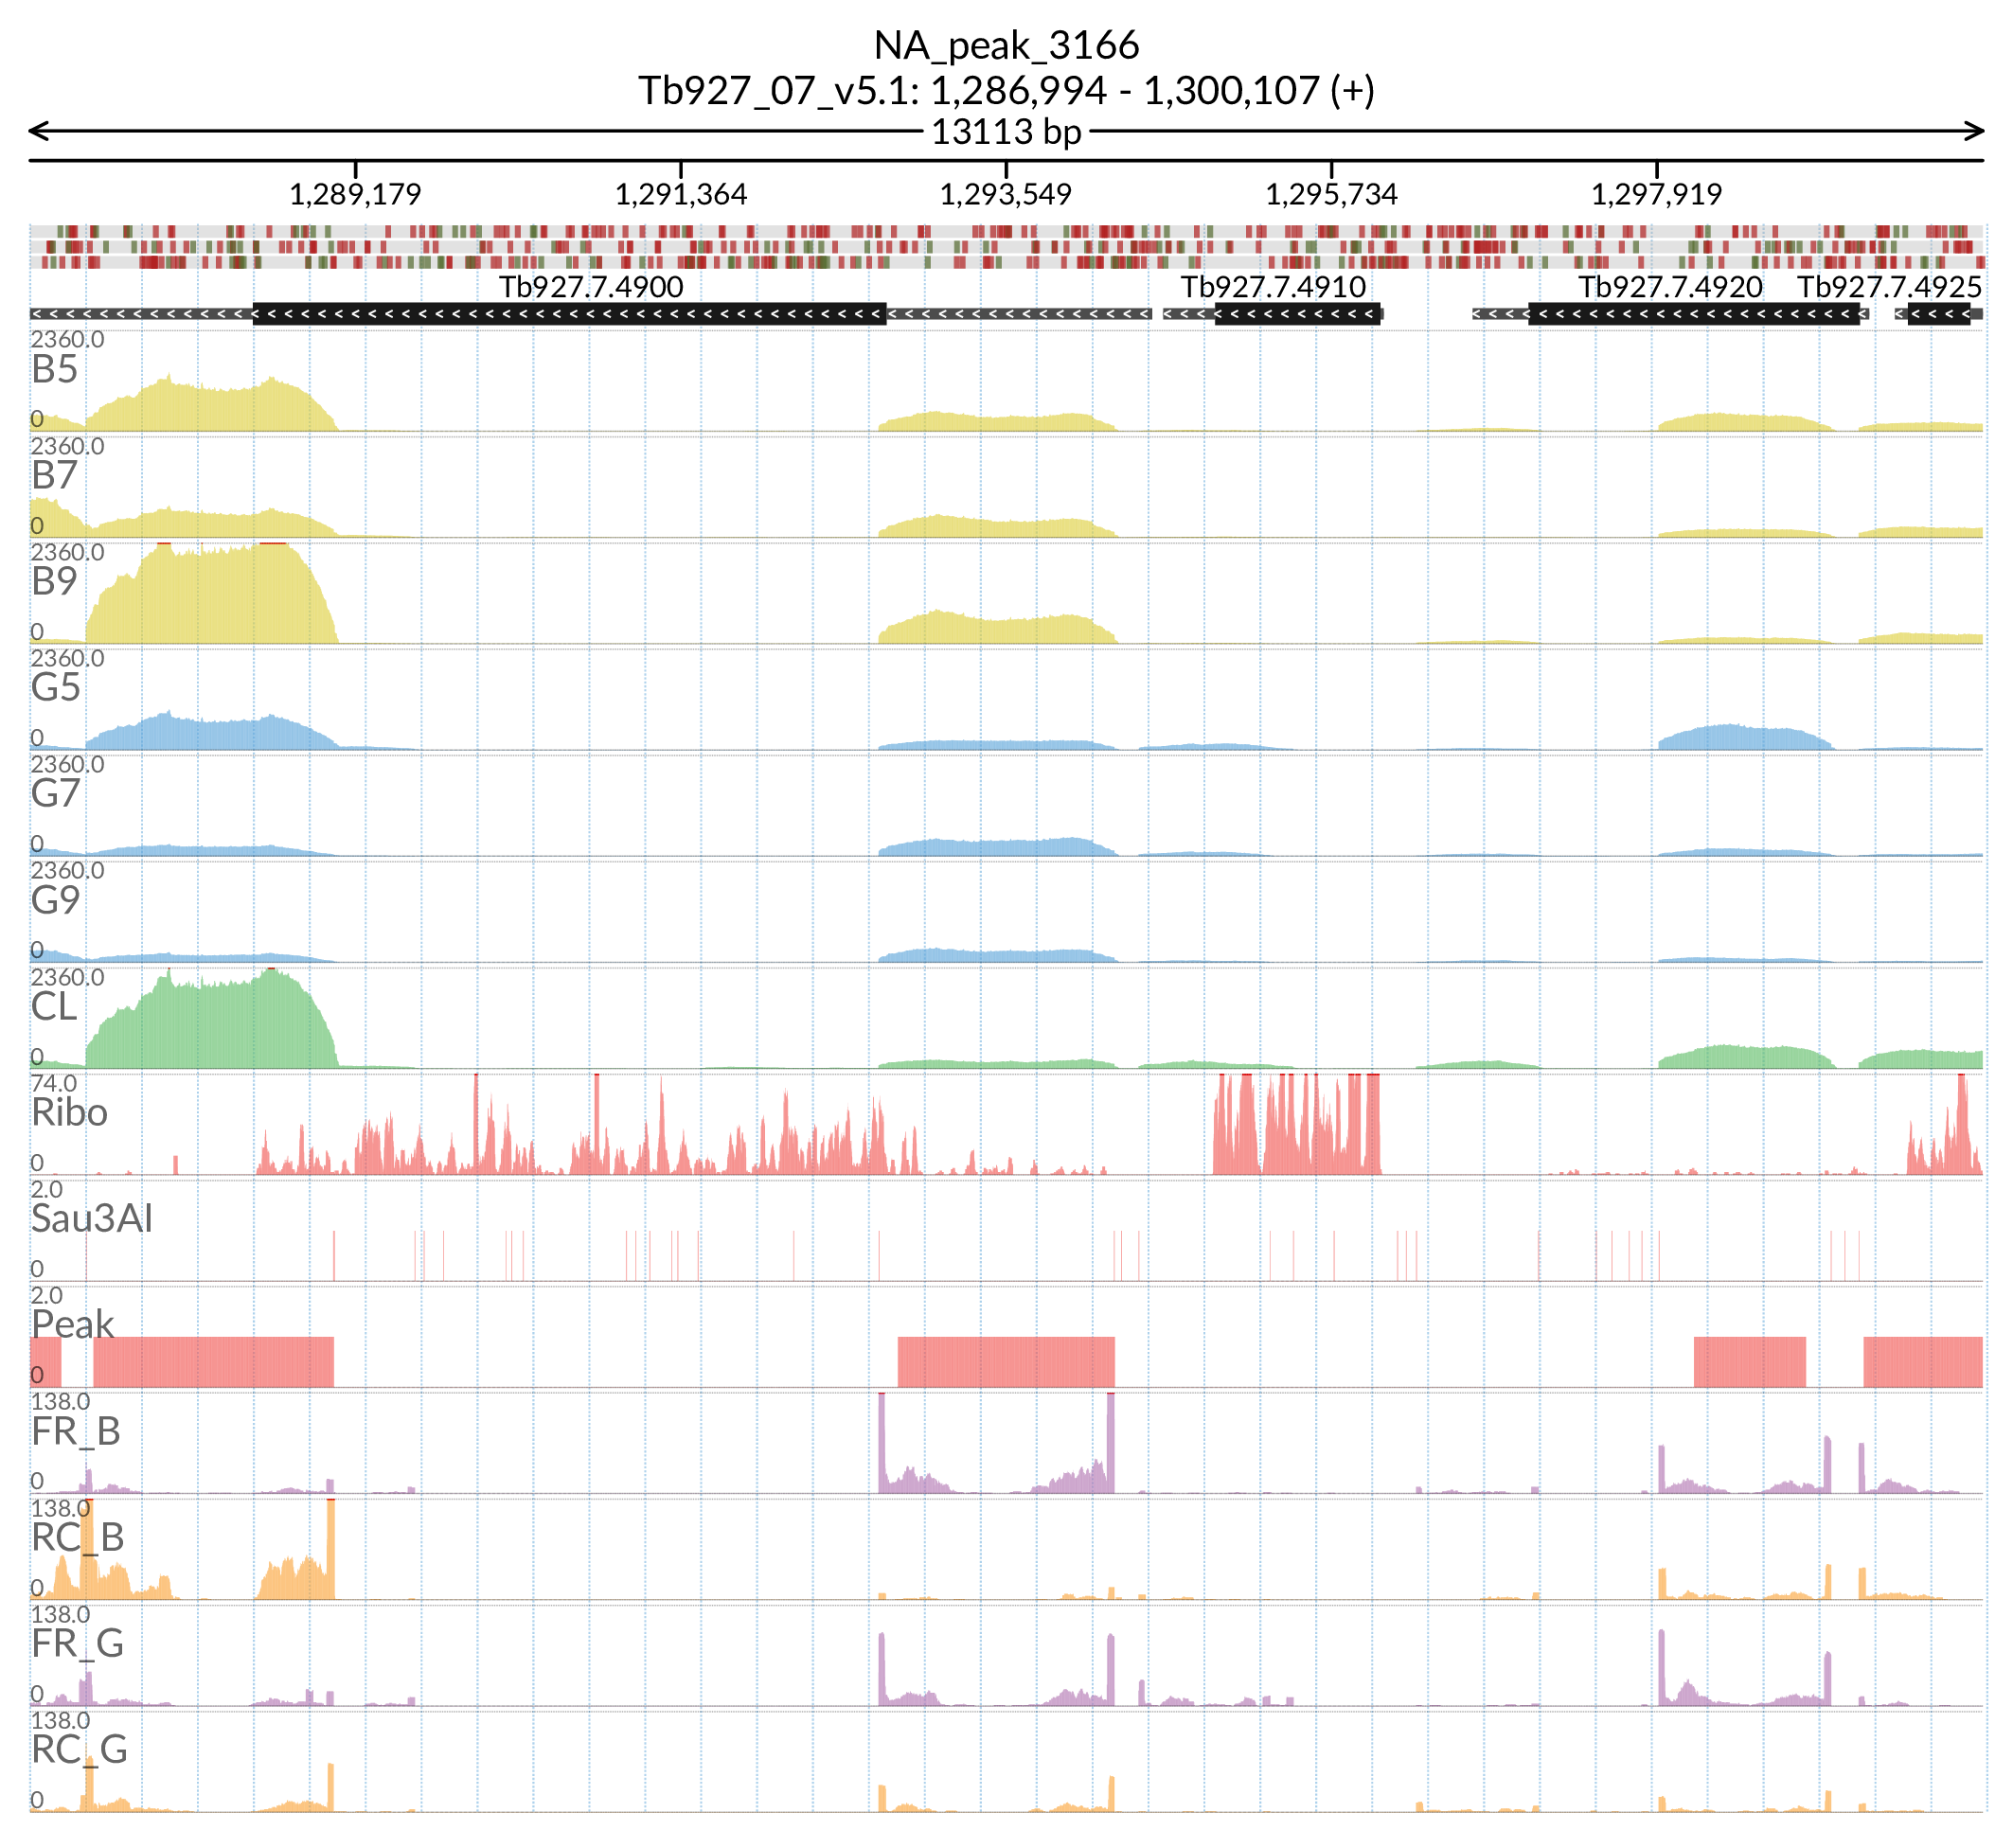 NA_peak_3166
Tb927_07_v5.1: 1,286,994 - 1,300,107 (+)
13113 bp
1,289,179 1,291,364 1,293,549 1,295,734 1,297,919
Tb927.7.4900 Tb927.7.4910 Tb927.7.4920 Tb927.7.4925
2360.0
B5
0
2360.0
B7
0
2360.0
B9
0
2360.0
G5
0
2360.0
G7
0
2360.0
G9
0
2360.0
CL
0
74.0
Ribo
0
2.0
Sau3AI
0
2.0
Peak
0
138.0
FR_B
0
138.0
RC_B
0
138.0
FR_G
0
138.0
RC_G
0